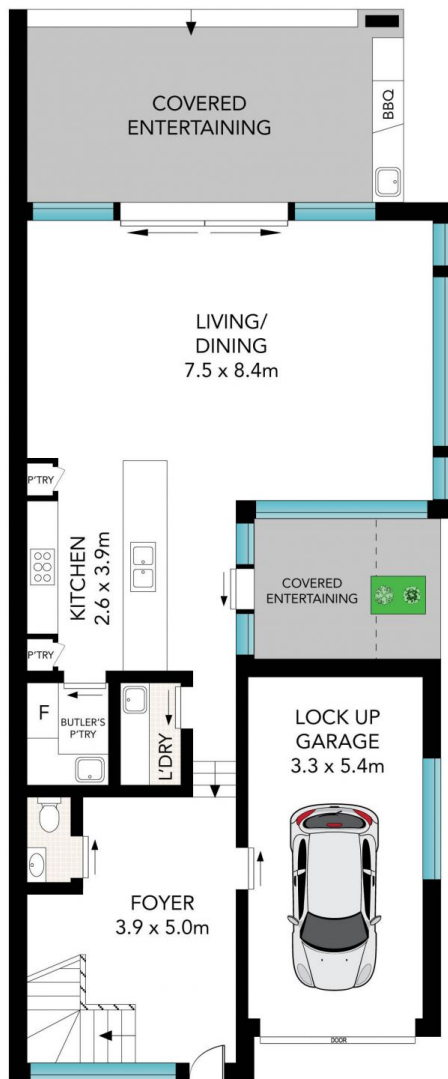 COVERED
ENTERTAINING
BBQ
LIVING/
DINING
7.5 x 8.4m
P'TRY
KITCHEN
2.6 x 3.9m
COVERED
ENTERTAINING
P'TRY
F
BUTLER'S
P'TRY
L'DRY
LOCK UP
GARAGE
3.3 x 5.4m
FOYER
3.9 x 5.0m
DOOR